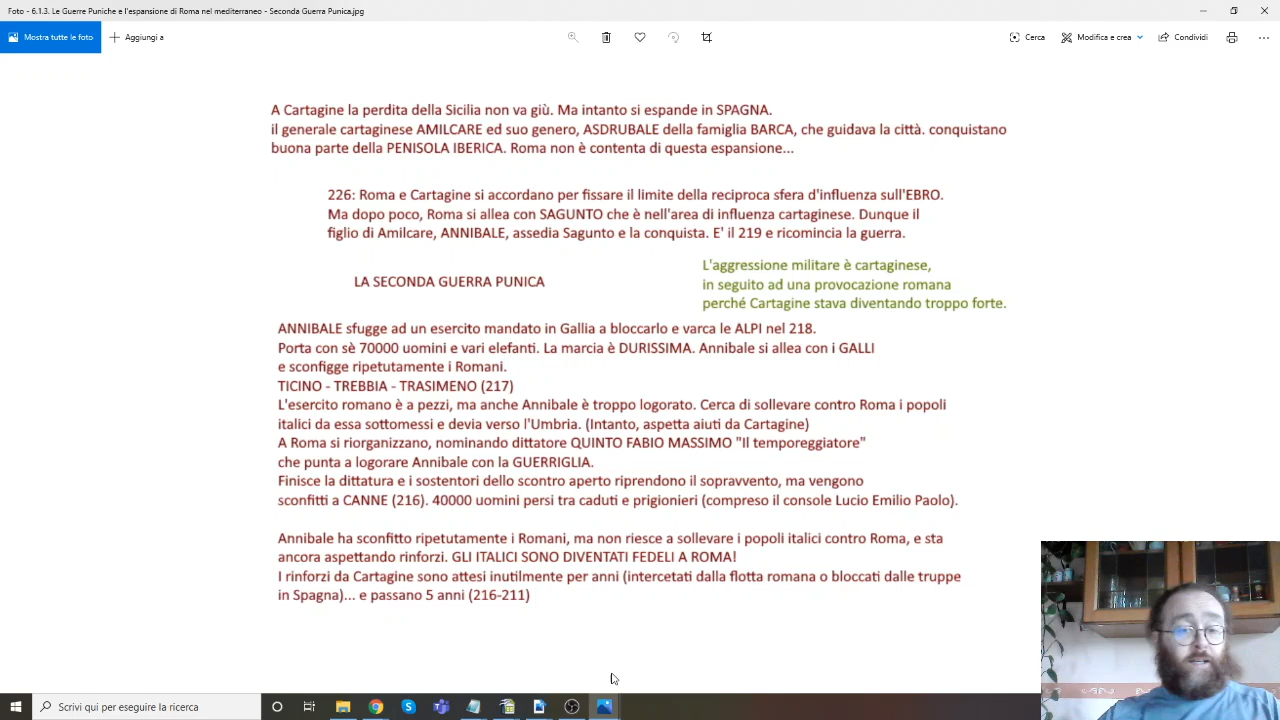 Foto - 6.1.3. Le Guerre Puniche e l'espansione di Roma nel mediterraneo - Seconda Guerra Punica.jpg
Mostra tutte le foto
Aggiungi a
Cerca
Modifica e crea
Condividi
A Cartagine la perdita della Sicilia non va giù. Ma intanto si espande in SPAGNA.
il generale cartaginese AMILCARE ed suo genero, ASDRUBALE della famiglia BARCA, che guidava la città. conquistano
buona parte della PENISOLA IBERICA. Roma non è contenta di questa espansione...
226: Roma e Cartagine si accordano per fissare il limite della reciproca sfera d'influenza sull'EBRO.
Ma dopo poco, Roma si allea con SAGUNTO che è nell'area di influenza cartaginese. Dunque il
figlio di Amilcare, ANNIBALE, assedia Sagunto e la conquista. E' il 219 e ricomincia la guerra.
L'aggressione militare è cartaginese,
in seguito ad una provocazione romana
perché Cartagine stava diventando troppo forte.
LA SECONDA GUERRA PUNICA
ANNIBALE sfugge ad un esercito mandato in Gallia a bloccarlo e varca le ALPI nel 218.
Porta con sè 70000 uomini e vari elefanti. La marcia è DURISSIMA. Annibale si allea con i GALLI
e sconfigge ripetutamente i Romani.
TICINO - TREBBIA - TRASIMENO (217)
L'esercito romano è a pezzi, ma anche Annibale è troppo logorato. Cerca di sollevare contro Roma i popoli
italici da essa sottomessi e devia verso l'Umbria. (Intanto, aspetta aiuti da Cartagine)
A Roma si riorganizzano, nominando dittatore QUINTO FABIO MASSIMO "Il temporeggiatore"
che punta a logorare Annibale con la GUERRIGLIA.
Finisce la dittatura e i sostentori dello scontro aperto riprendono il sopravvento, ma vengono
sconfitti a CANNE (216). 40000 uomini persi tra caduti e prigionieri (compreso il console Lucio Emilio Paolo).
Annibale ha sconfitto ripetutamente i Romani, ma non riesce a sollevare i popoli italici contro Roma, e sta
ancora aspettando rinforzi. GLI ITALICI SONO DIVENTATI FEDELI A ROMA!
I rinforzi da Cartagine sono attesi inutilmente per anni (intercetati dalla flotta romana o bloccati dalle truppe
in Spagna)... e passano 5 anni (216-211)
Scrivi qui per eseguire la ricerca